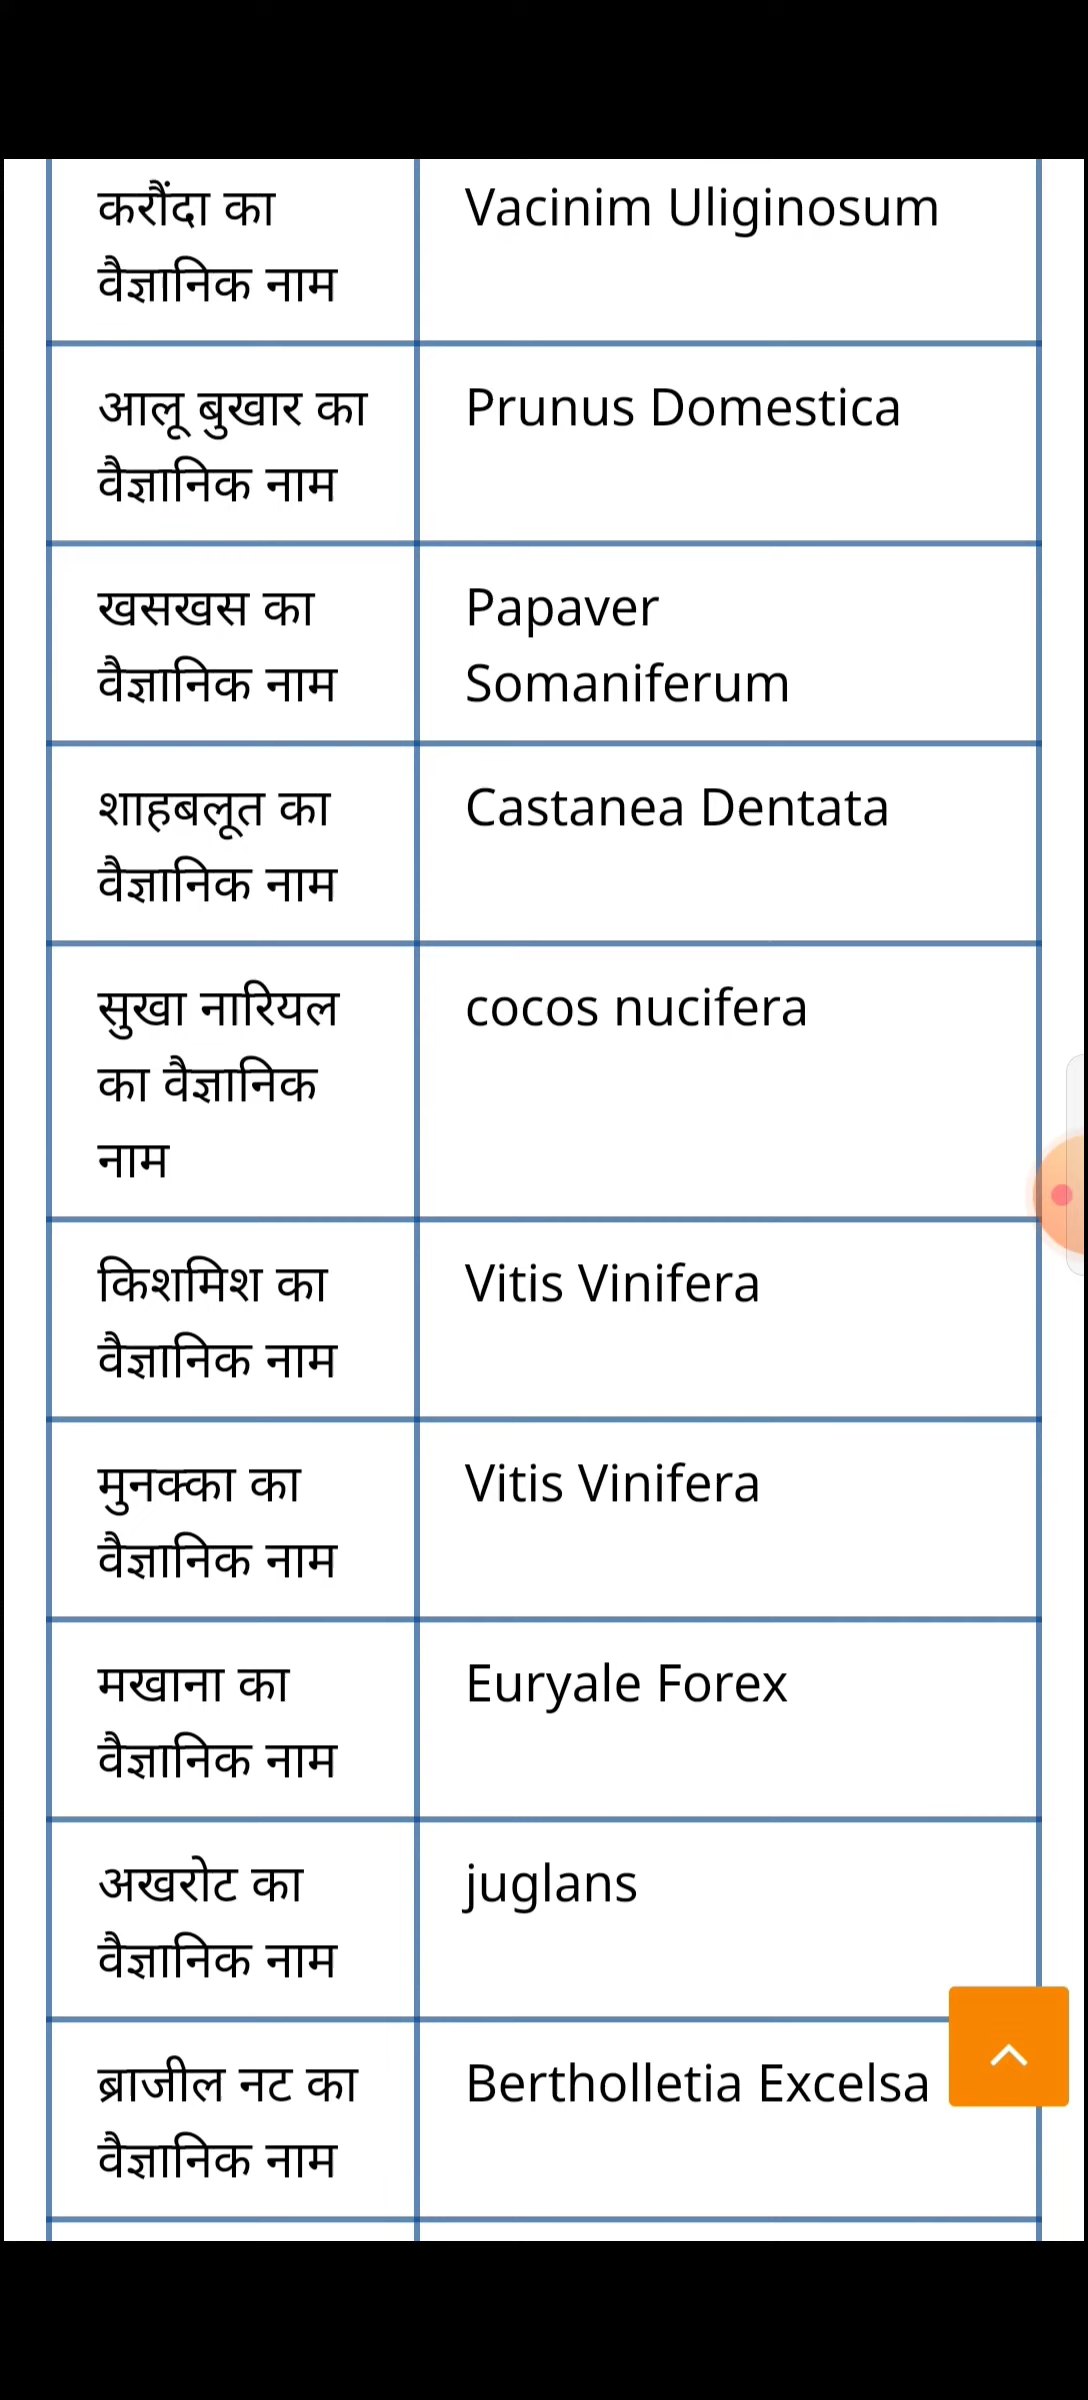 करौंदा का
वैज्ञानिक नाम
Vacinim Uliginosum
आलू बुखार का
वैज्ञानिक नाम
Prunus Domestica
खसखस का
वैज्ञानिक नाम
Papaver
Somaniferum
शाहबलूत का
वैज्ञानिक नाम
Castanea Dentata
सुखा नारियल
का वैज्ञानिक
नाम
cocos nucifera
किशमिश का
वैज्ञानिक नाम
Vitis Vinifera
मुनक्का का
वैज्ञानिक नाम
Vitis Vinifera
मखाना का
वैज्ञानिक नाम
Euryale Forex
अखरोट का
वैज्ञानिक नाम
juglans
ब्राजील नट का
वैज्ञानिक नाम
Bertholletia Excelsa